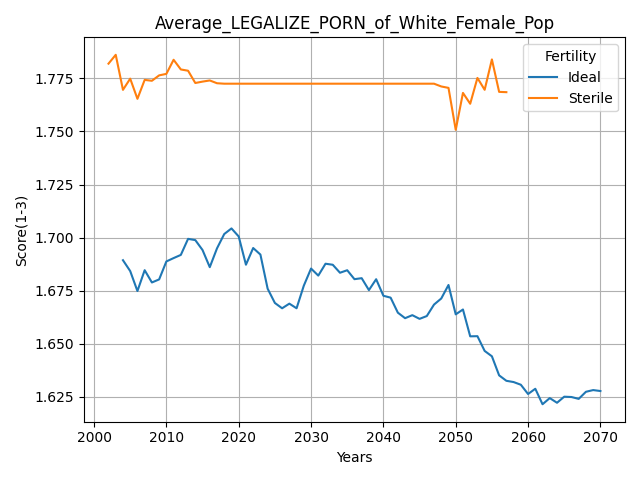 Average_LEGALIZE_PORN_of_White_Female_Pop
Fertility
Ideal
Sterile
Score(1-3)
1.775
1.750
1.725
1.700
1.675
1.650
1.625
2000 2010 2020 2030 2040 2050 2060 2070
Years